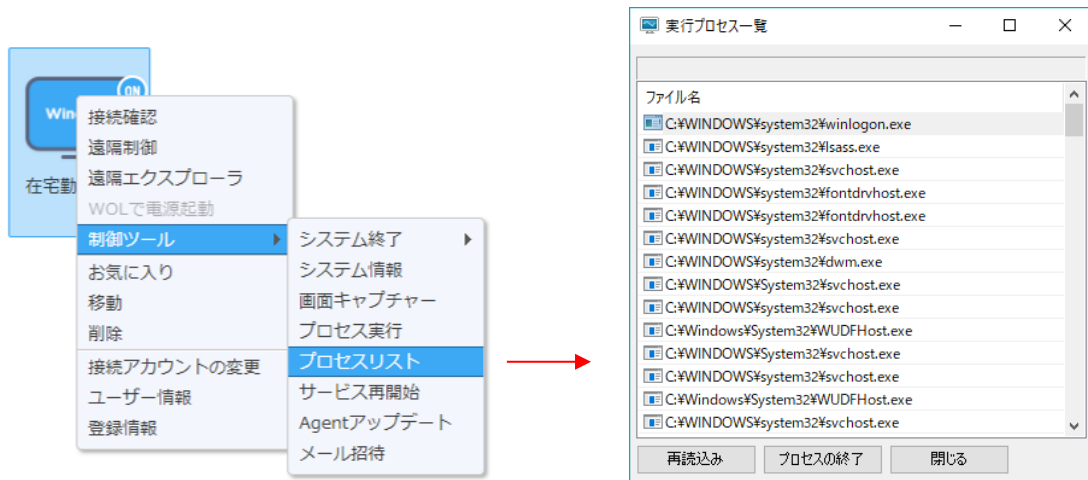 ON
Win
在宅勤
接続確認
遠隔制御
遠隔エクスプローラ
WOLで電源起動
制御ツール
お気に入り
移動
削除
接続アカウントの変更
ユーザー情報
登録情報
システム終了
システム情報
画面キャプチャー
プロセス実行
プロセスリスト
サービス再開始
Agentアップデート
メール招待
実行プロセス一覧
ファイル名
C:¥WINDOWS¥system32¥winlogon.exe
C:¥WINDOWS¥system32¥lsass.exe
C:¥WINDOWS¥system32¥svchost.exe
C:¥WINDOWS¥system32¥fontdrvhost.exe
C:¥WINDOWS¥system32¥fontdrvhost.exe
C:¥WINDOWS¥system32¥svchost.exe
C:¥WINDOWS¥system32¥dwm.exe
C:¥WINDOWS¥System32¥svchost.exe
C:¥WINDOWS¥system32¥svchost.exe
C:¥Windows¥System32¥WUDFHost.exe
C:¥WINDOWS¥System32¥svchost.exe
C:¥WINDOWS¥system32¥svchost.exe
C:¥Windows¥System32¥WUDFHost.exe
C:¥WINDOWS¥system32¥svchost.exe
再読込み
プロセスの終了
閉じる